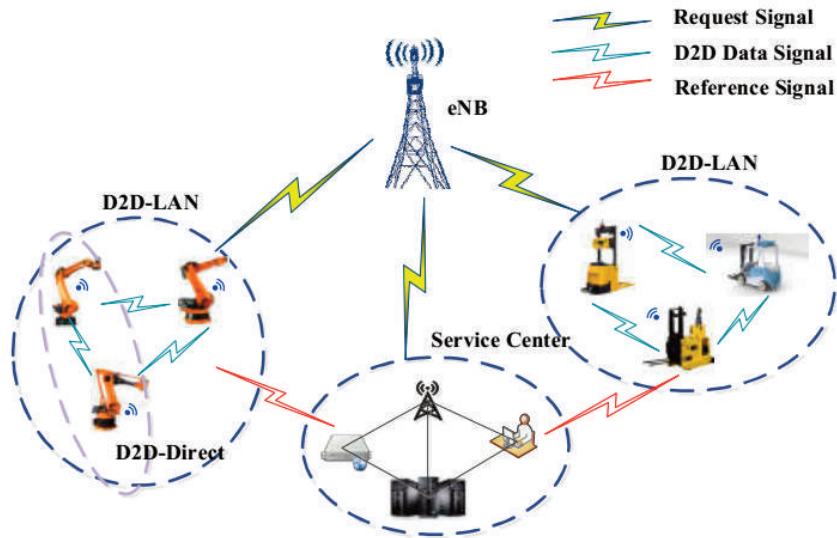 Request Signal
D2D Data Signal
Reference Signal
eNB
D2D-LAN
D2D-LAN
Service Center
D2D-Direct